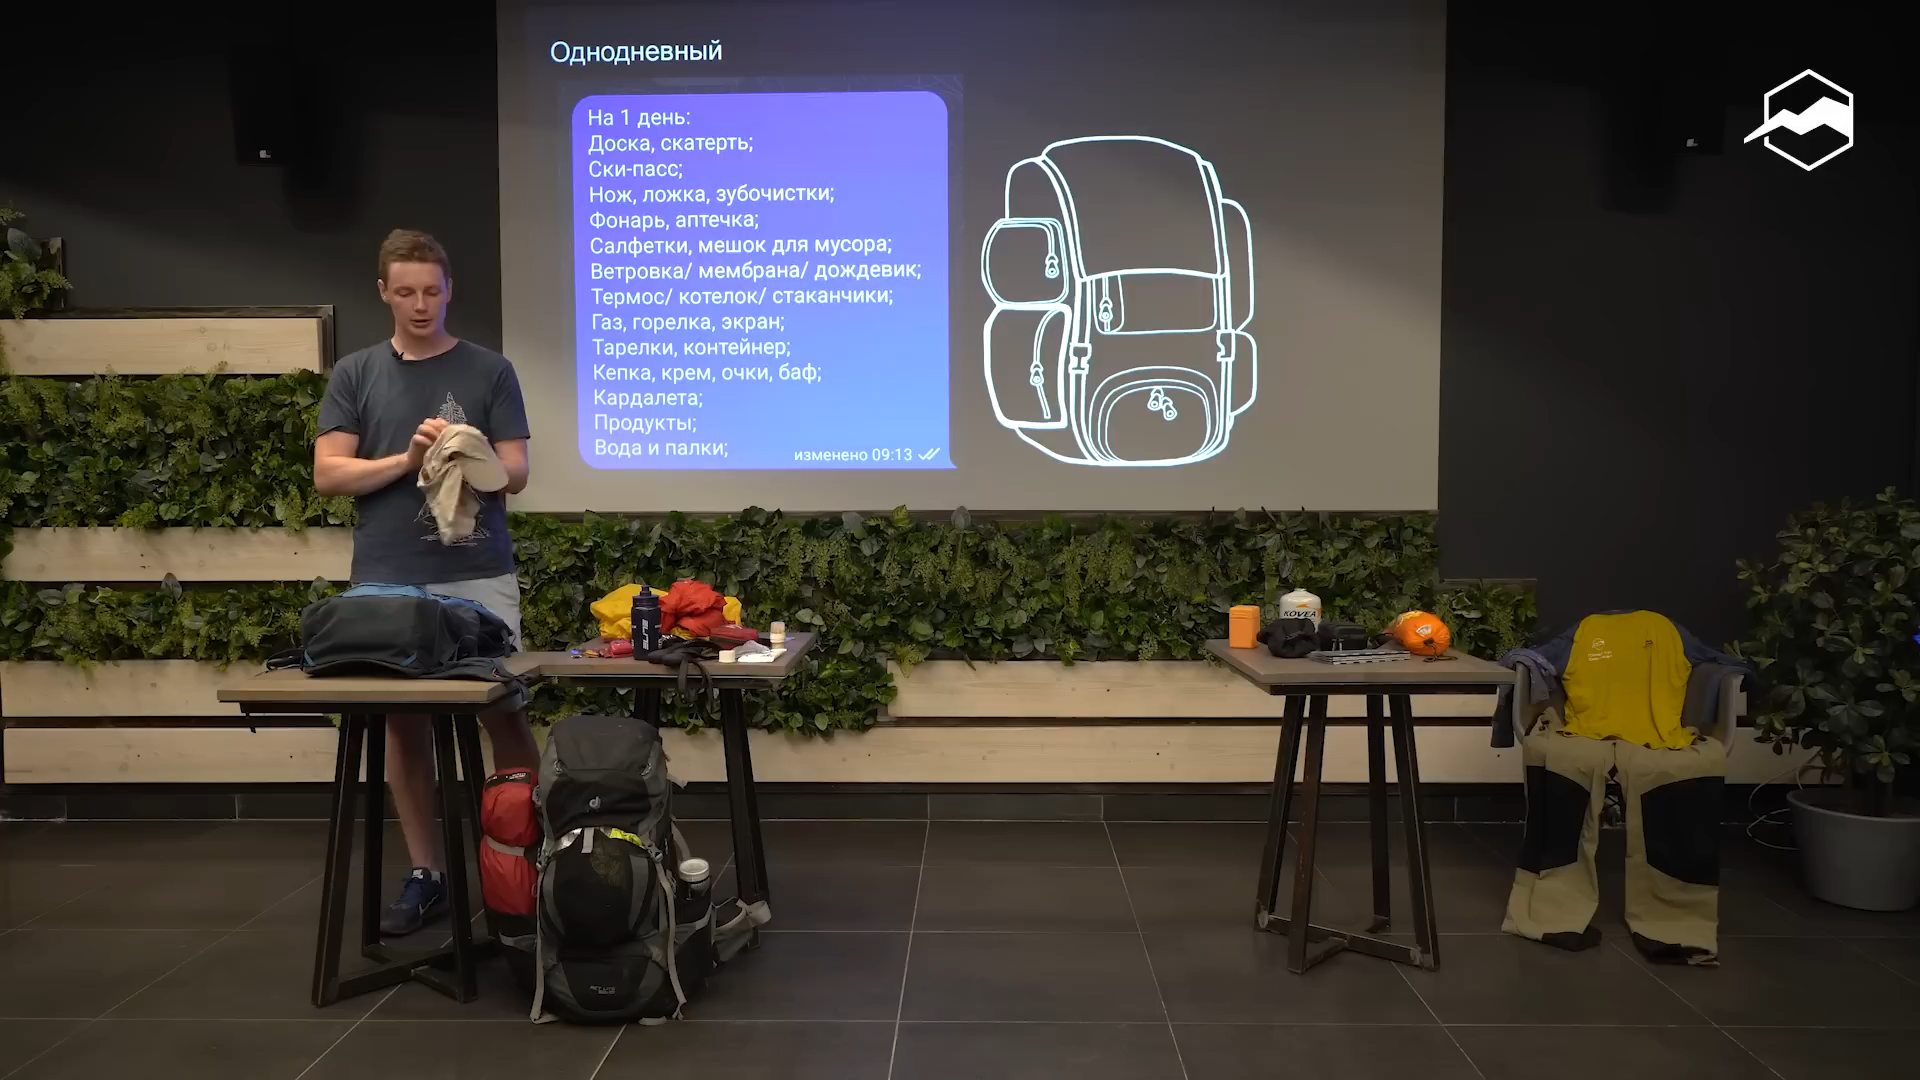 Однодневный
На 1 день:
Доска, скатерть;
Ски-пасс;
Нож, ложка, зубочистки;
Фонарь, аптечка;
Салфетки, мешок для мусора;
Ветровка/ мембрана/ дождевик;
Термос/ котелок/ стаканчики;
Газ, горелка, экран;
Тарелки, контейнер;
Кепка, крем, очки, баф;
Кардалета;
Продукты;
Вода и палки;
изменено 09:13
KOVEA